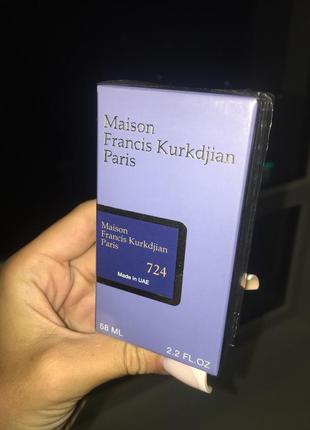 Maison
Francis Kurkdjian
Paris
Maison
Francis Kurkdjian
Paris
724
Made in UAE
58 ML
2.2 FL.OZ